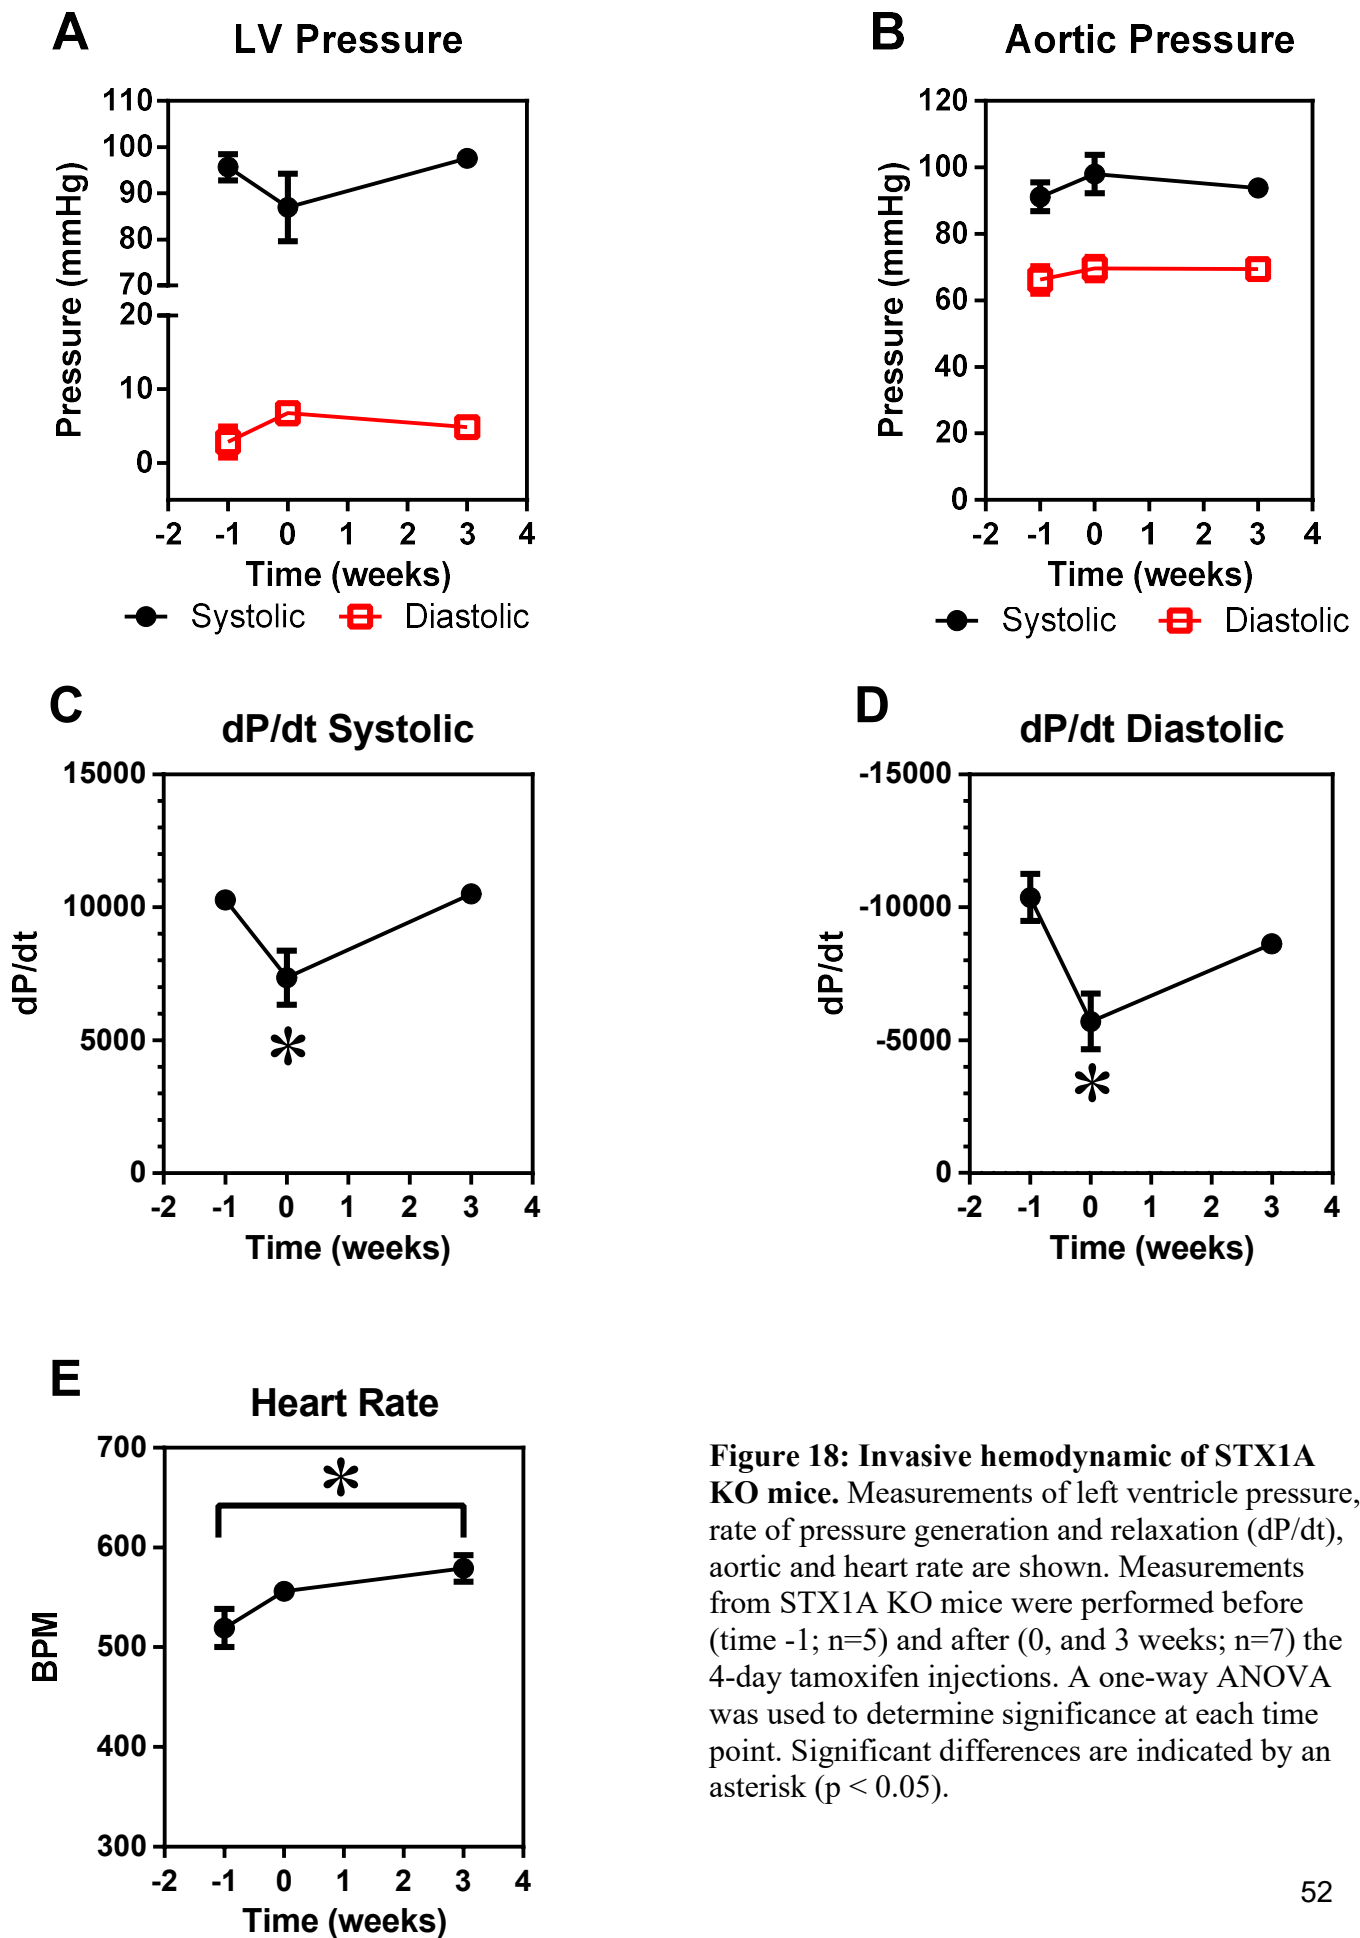 A
LV Pressure
110
100
90
80
70
20
10
0
Pressure (mmHg)
-2 -1 0 1 2 3 4
Time (weeks)
Systolic Diastolic
B
Aortic Pressure
120
100
80
60
40
20
0
Pressure (mmHg)
-2 -1 0 1 2 3 4
Time (weeks)
Systolic Diastolic
C
dP/dt Systolic
15000
10000
5000
0
dP/dt
*
-2 -1 0 1 2 3 4
Time (weeks)
D
dP/dt Diastolic
-15000
-10000
-5000
0
dP/dt
*
-2 -1 0 1 2 3 4
Time (weeks)
E
Heart Rate
700
600
500
400
300
BPM
*
-2 -1 0 1 2 3 4
Time (weeks)
Figure 18: Invasive hemodynamic of STX1A
KO mice. Measurements of left ventricle pressure,
rate of pressure generation and relaxation (dP/dt),
aortic and heart rate are shown. Measurements
from STX1A KO mice were performed before
(time -1; n=5) and after (0, and 3 weeks; n=7) the
4-day tamoxifen injections. A one-way ANOVA
was used to determine significance at each time
point. Significant differences are indicated by an
asterisk (p < 0.05).
52